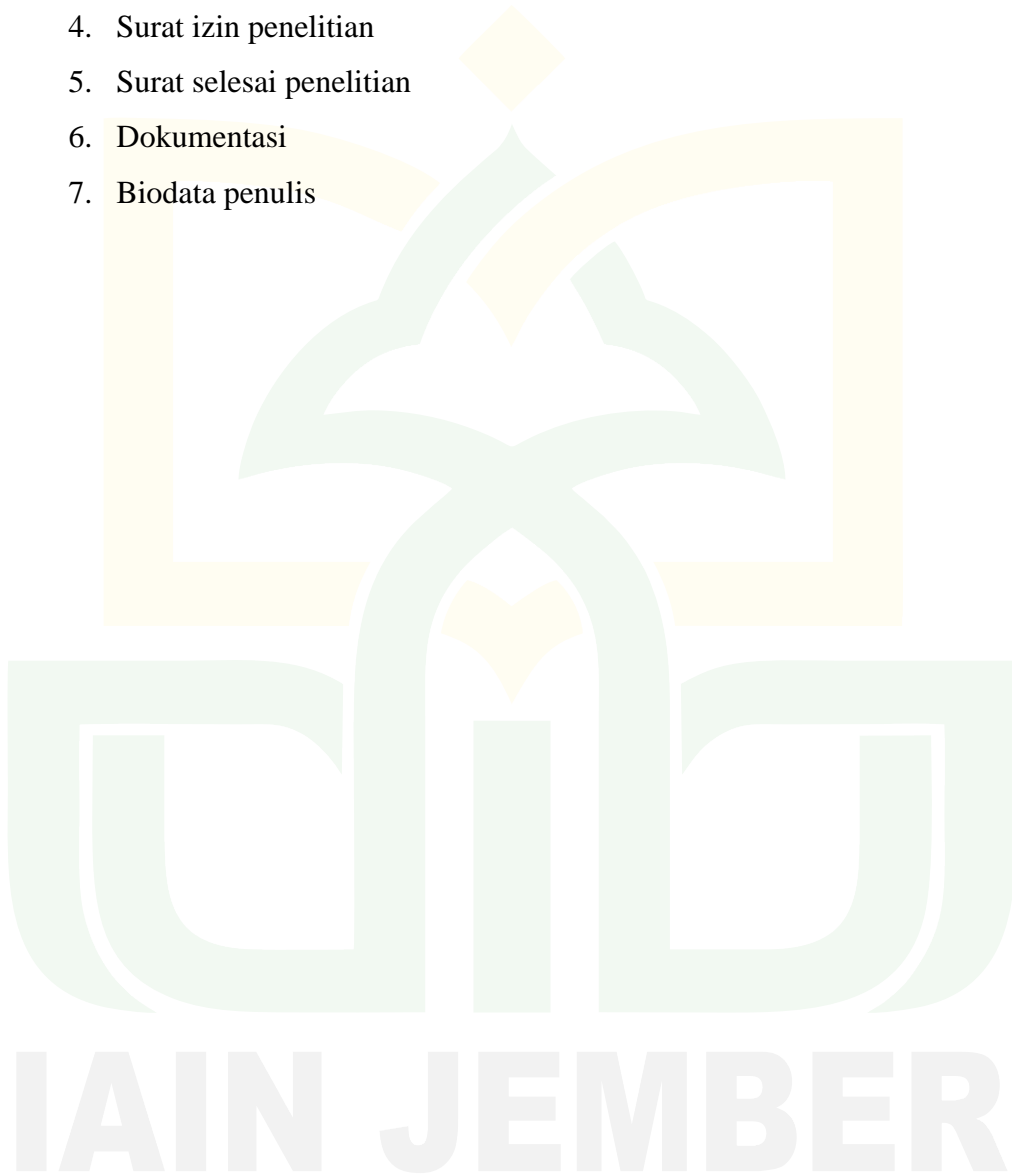 4. Surat izin penelitian
5. Surat selesai penelitian
6. Dokumentasi
7. Biodata penulis
IAIN JEMBER